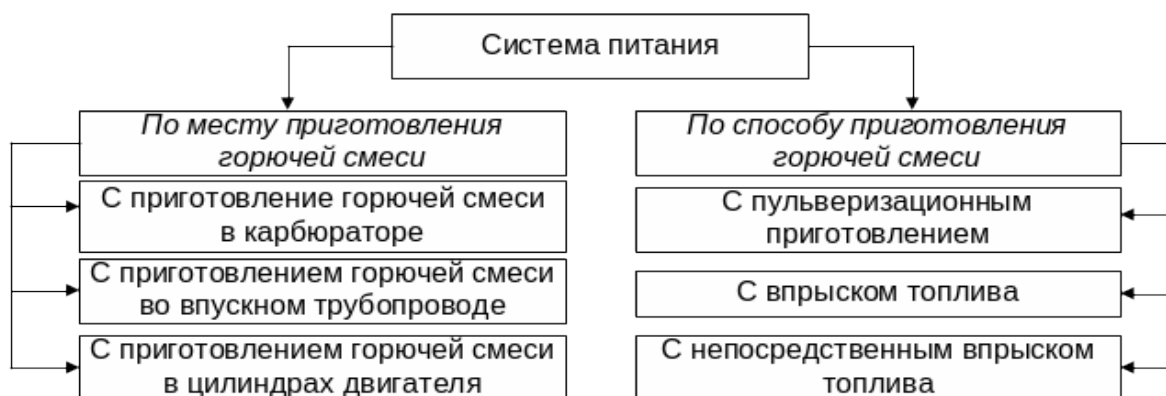 Система питания
По месту приготовления
горючей смеси
С приготовление горючей смеси
в карбюраторе
С приготовлением горючей смеси
во впускном трубопроводе
С приготовлением горючей смеси
в цилиндрах двигателя
По способу приготовления
горючей смеси
С пульверизационным
приготовлением
С впрыском топлива
С непосредственным впрыском
топлива